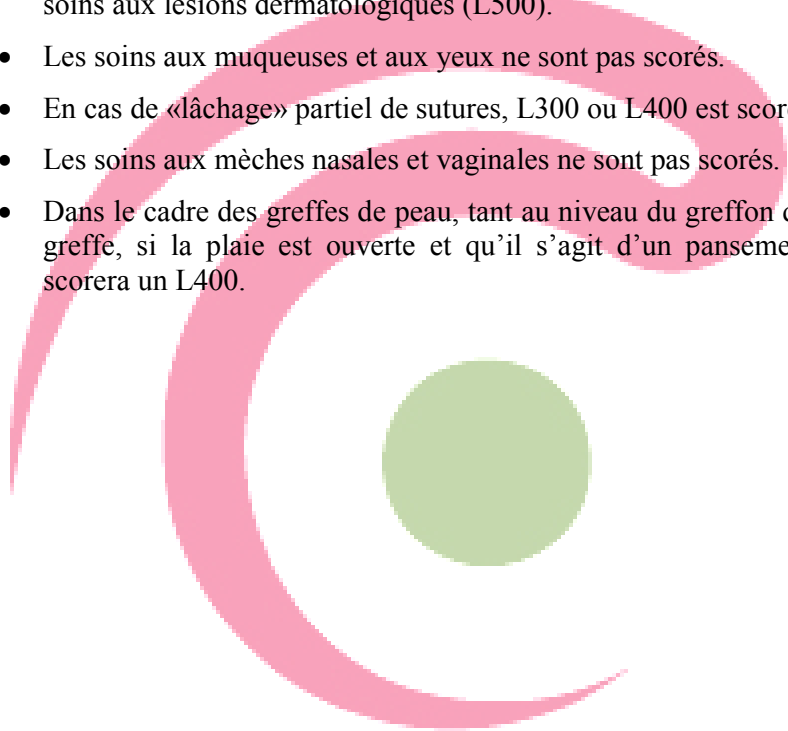 soins aux lésions dermatologiques (L500).
• Les soins aux muqueuses et aux yeux ne sont pas scorés.
• En cas de «lâchage» partiel de sutures, L300 ou L400 est scor
• Les soins aux mèches nasales et vaginales ne sont pas scorés.
• Dans le cadre des greffes de peau, tant au niveau du greffon
greffe, si la plaie est ouverte et qu’il s’agit d’un panseme
scorera un L400.